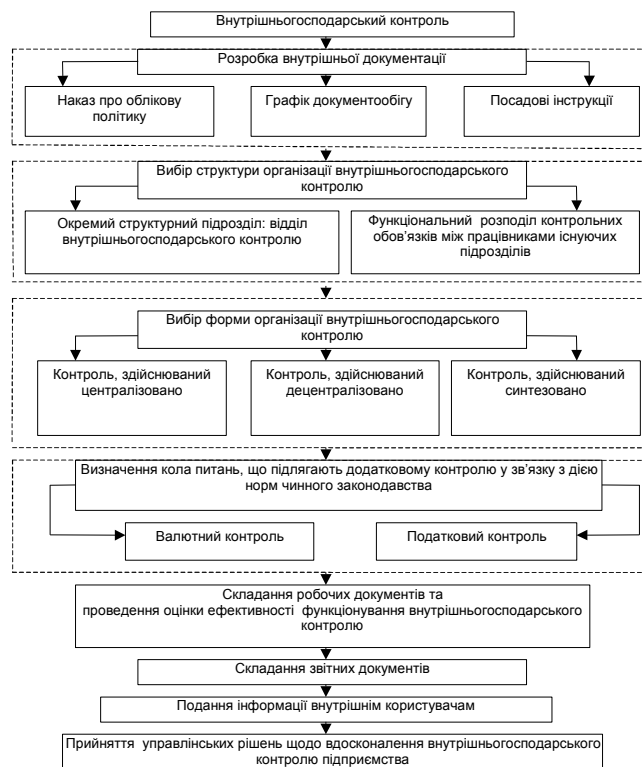 Внутрішньогосподарський контроль
Розробка внутрішньої документації
Наказ про облікову
політику
Графік документообігу
Посадові інструкції
Вибір структури організації внутрішньогосподарського
контролю
Окремий структурний підрозділ: відділ
внутрішньогосподарського контролю
Функціональний розподіл контрольних
обов’язків між працівниками існуючих
підрозділів
Вибір форми організації внутрішньогосподарського
контролю
Контроль, здійснюваний
централізовано
Контроль, здійснюваний
децентралізовано
Контроль, здійснюваний
синтезовано
Визначення кола питань, що підлягають додатковому контролю у зв’язку з дією
норм чинного законодавства
Валютний контроль
Податковий контроль
Складання робочих документів та
проведення оцінки ефективності функціонування внутрішньогосподарського
контролю
Складання звітних документів
Подання інформації внутрішнім користувачам
Прийняття управлінських рішень щодо вдосконалення внутрішньогосподарського
контролю підприємства